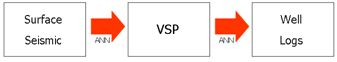 Surface
Seismic
ANN
VSP
ANN
Well
Logs